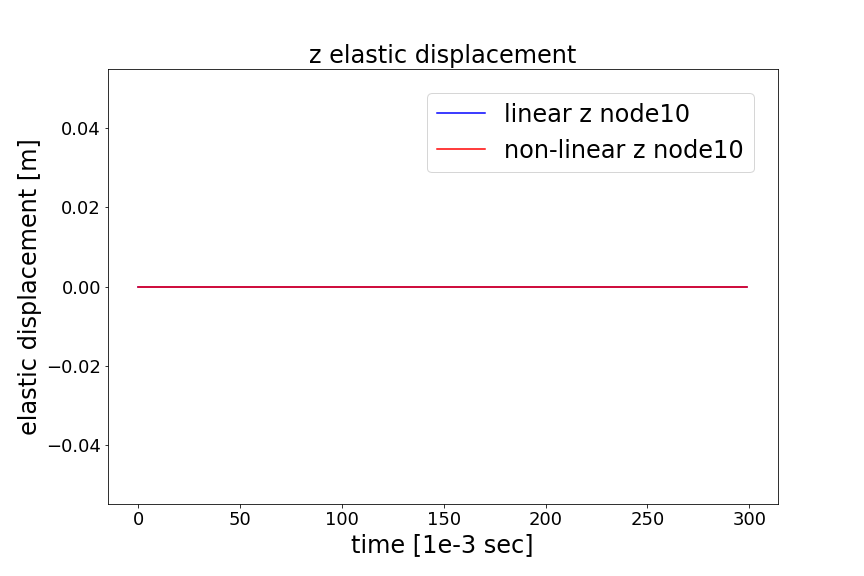 z elastic displacement
linear z node10
non-linear z node10
elastic displacement [m]
0.04
0.02
0.00
−0.02
−0.04
0 50 100 150 200 250 300
time [1e-3 sec]